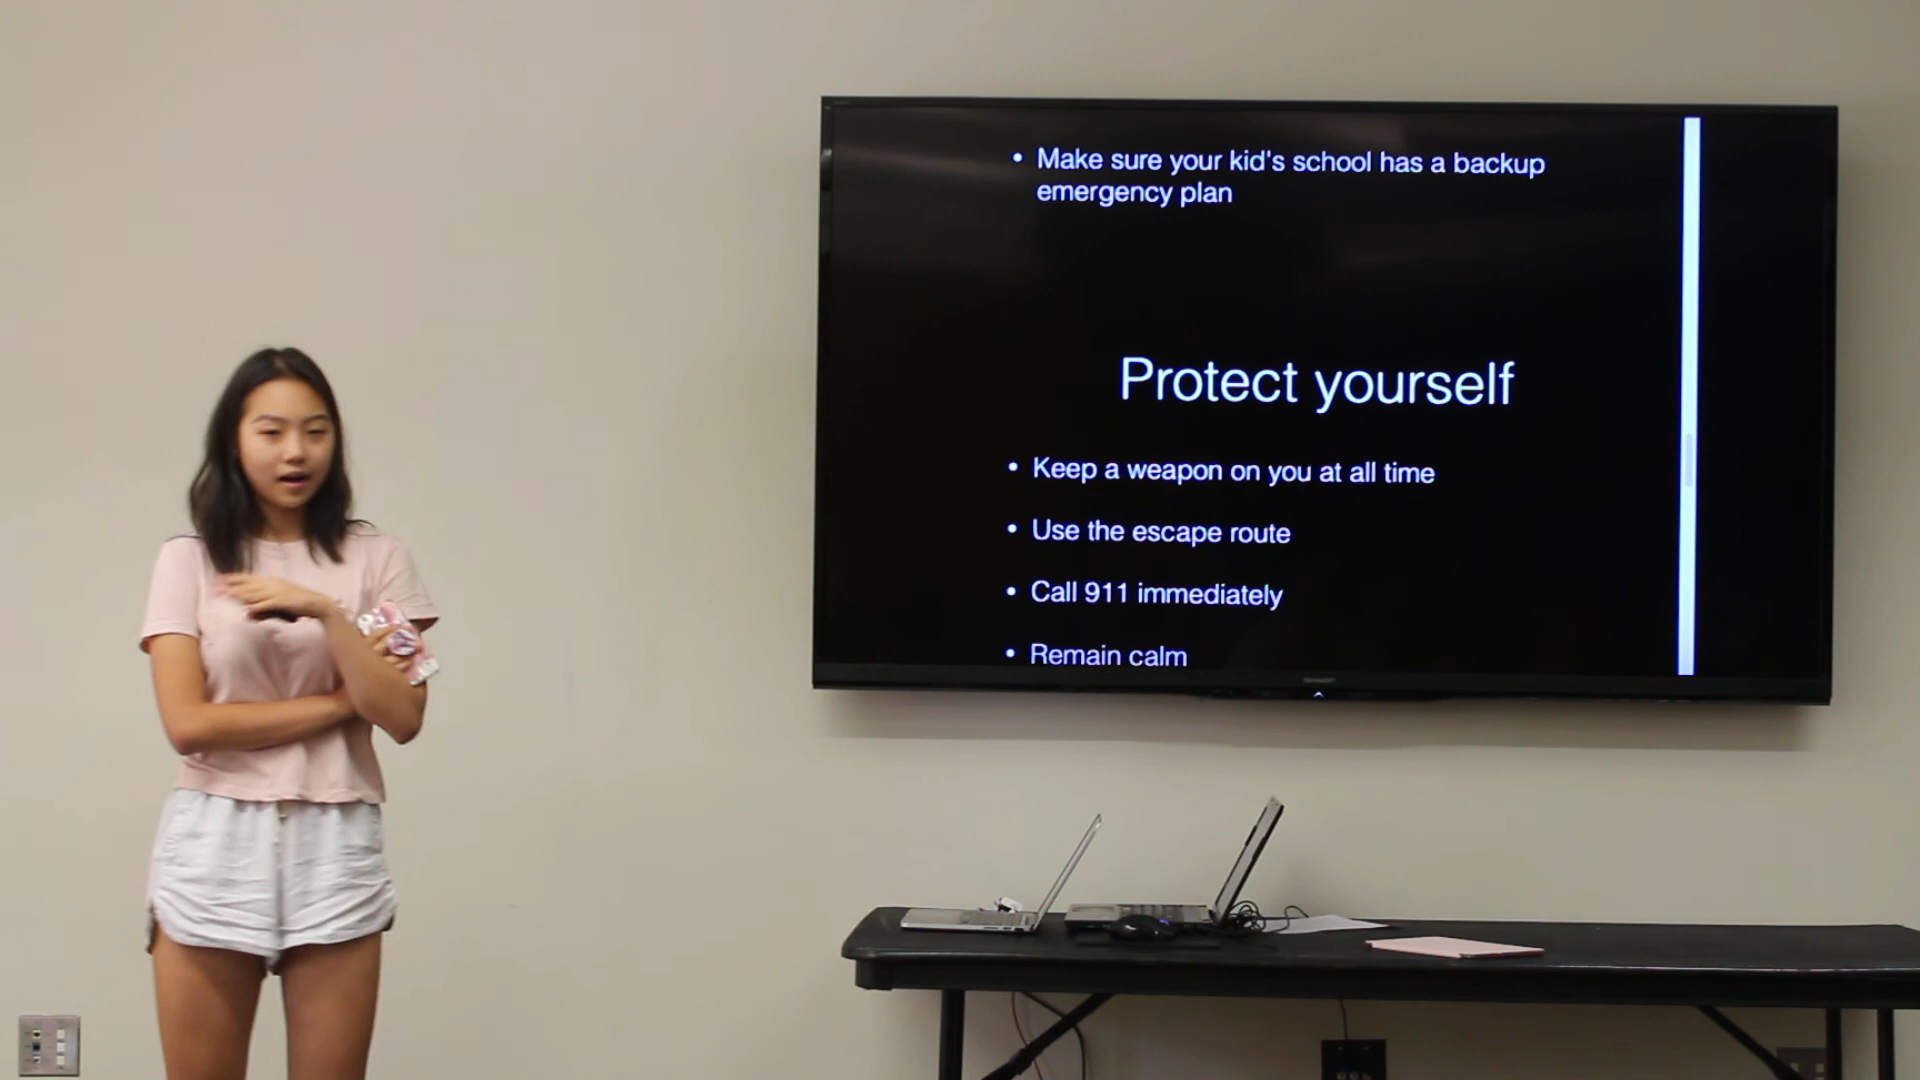 • Make sure your kid's school has a backup
emergency plan
Protect yourself
• Keep a weapon on you at all time
• Use the escape route
• Call 911 immediately
• Remain calm
SHARP